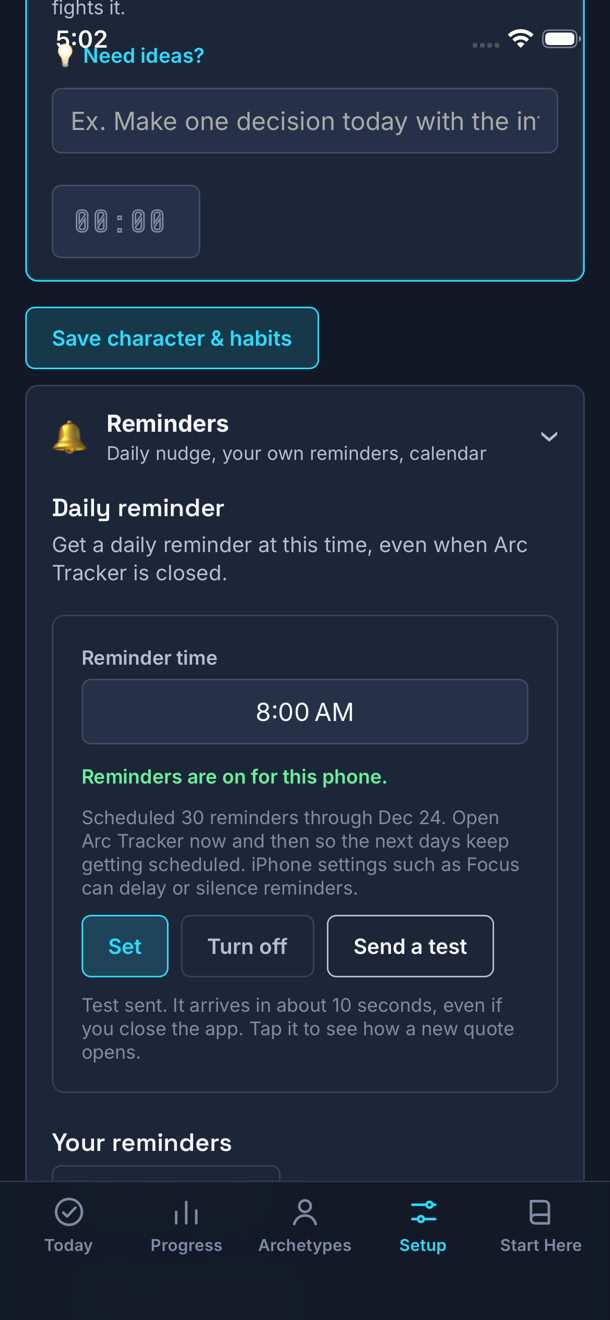 fights it.
5:02
💡 Need ideas?
Ex. Make one decision today with the in
00:00
Save character & habits
Reminders
Daily nudge, your own reminders, calendar
Daily reminder
Get a daily reminder at this time, even when Arc
Tracker is closed.
Reminder time
8:00 AM
Reminders are on for this phone.
Scheduled 30 reminders through Dec 24. Open
Arc Tracker now and then so the next days keep
getting scheduled. iPhone settings such as Focus
can delay or silence reminders.
Set Turn off Send a test
Test sent. It arrives in about 10 seconds, even if
you close the app. Tap it to see how a new quote
opens.
Your reminders
Today Progress Archetypes Setup Start Here